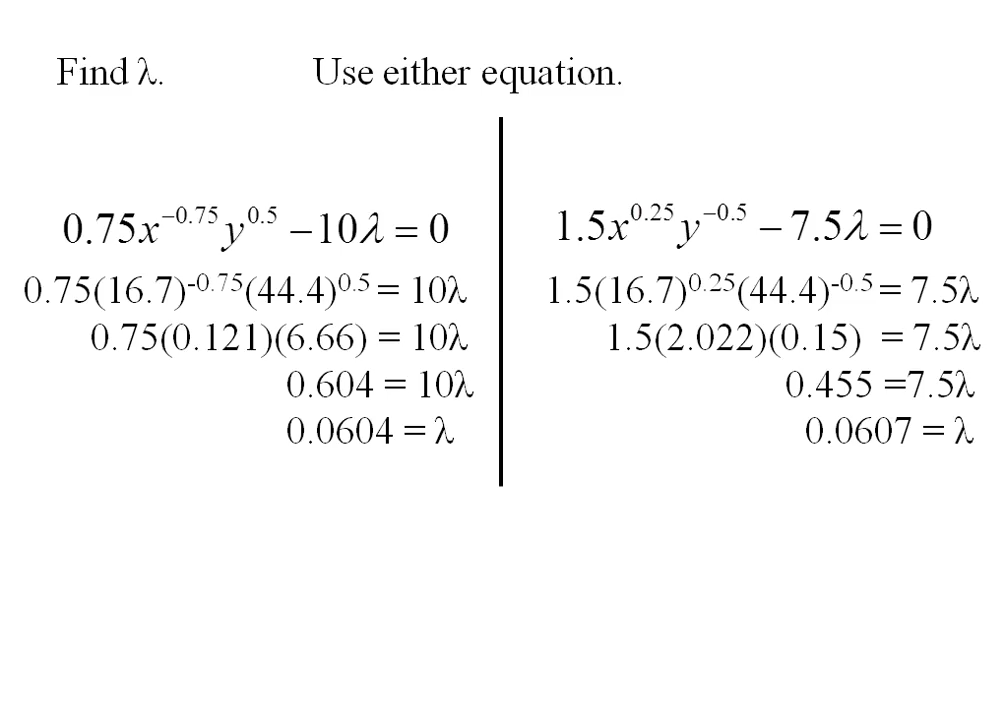 Find λ. Use either equation.
0.75x^−0.75 y^0.5 − 10λ = 0
0.75(16.7)^-0.75(44.4)^0.5 = 10λ
0.75(0.121)(6.66) = 10λ
0.604 = 10λ
0.0604 = λ
1.5x^0.25 y^−0.5 − 7.5λ = 0
1.5(16.7)^0.25(44.4)^-0.5 = 7.5λ
1.5(2.022)(0.15) = 7.5λ
0.455 =7.5λ
0.0607 = λ